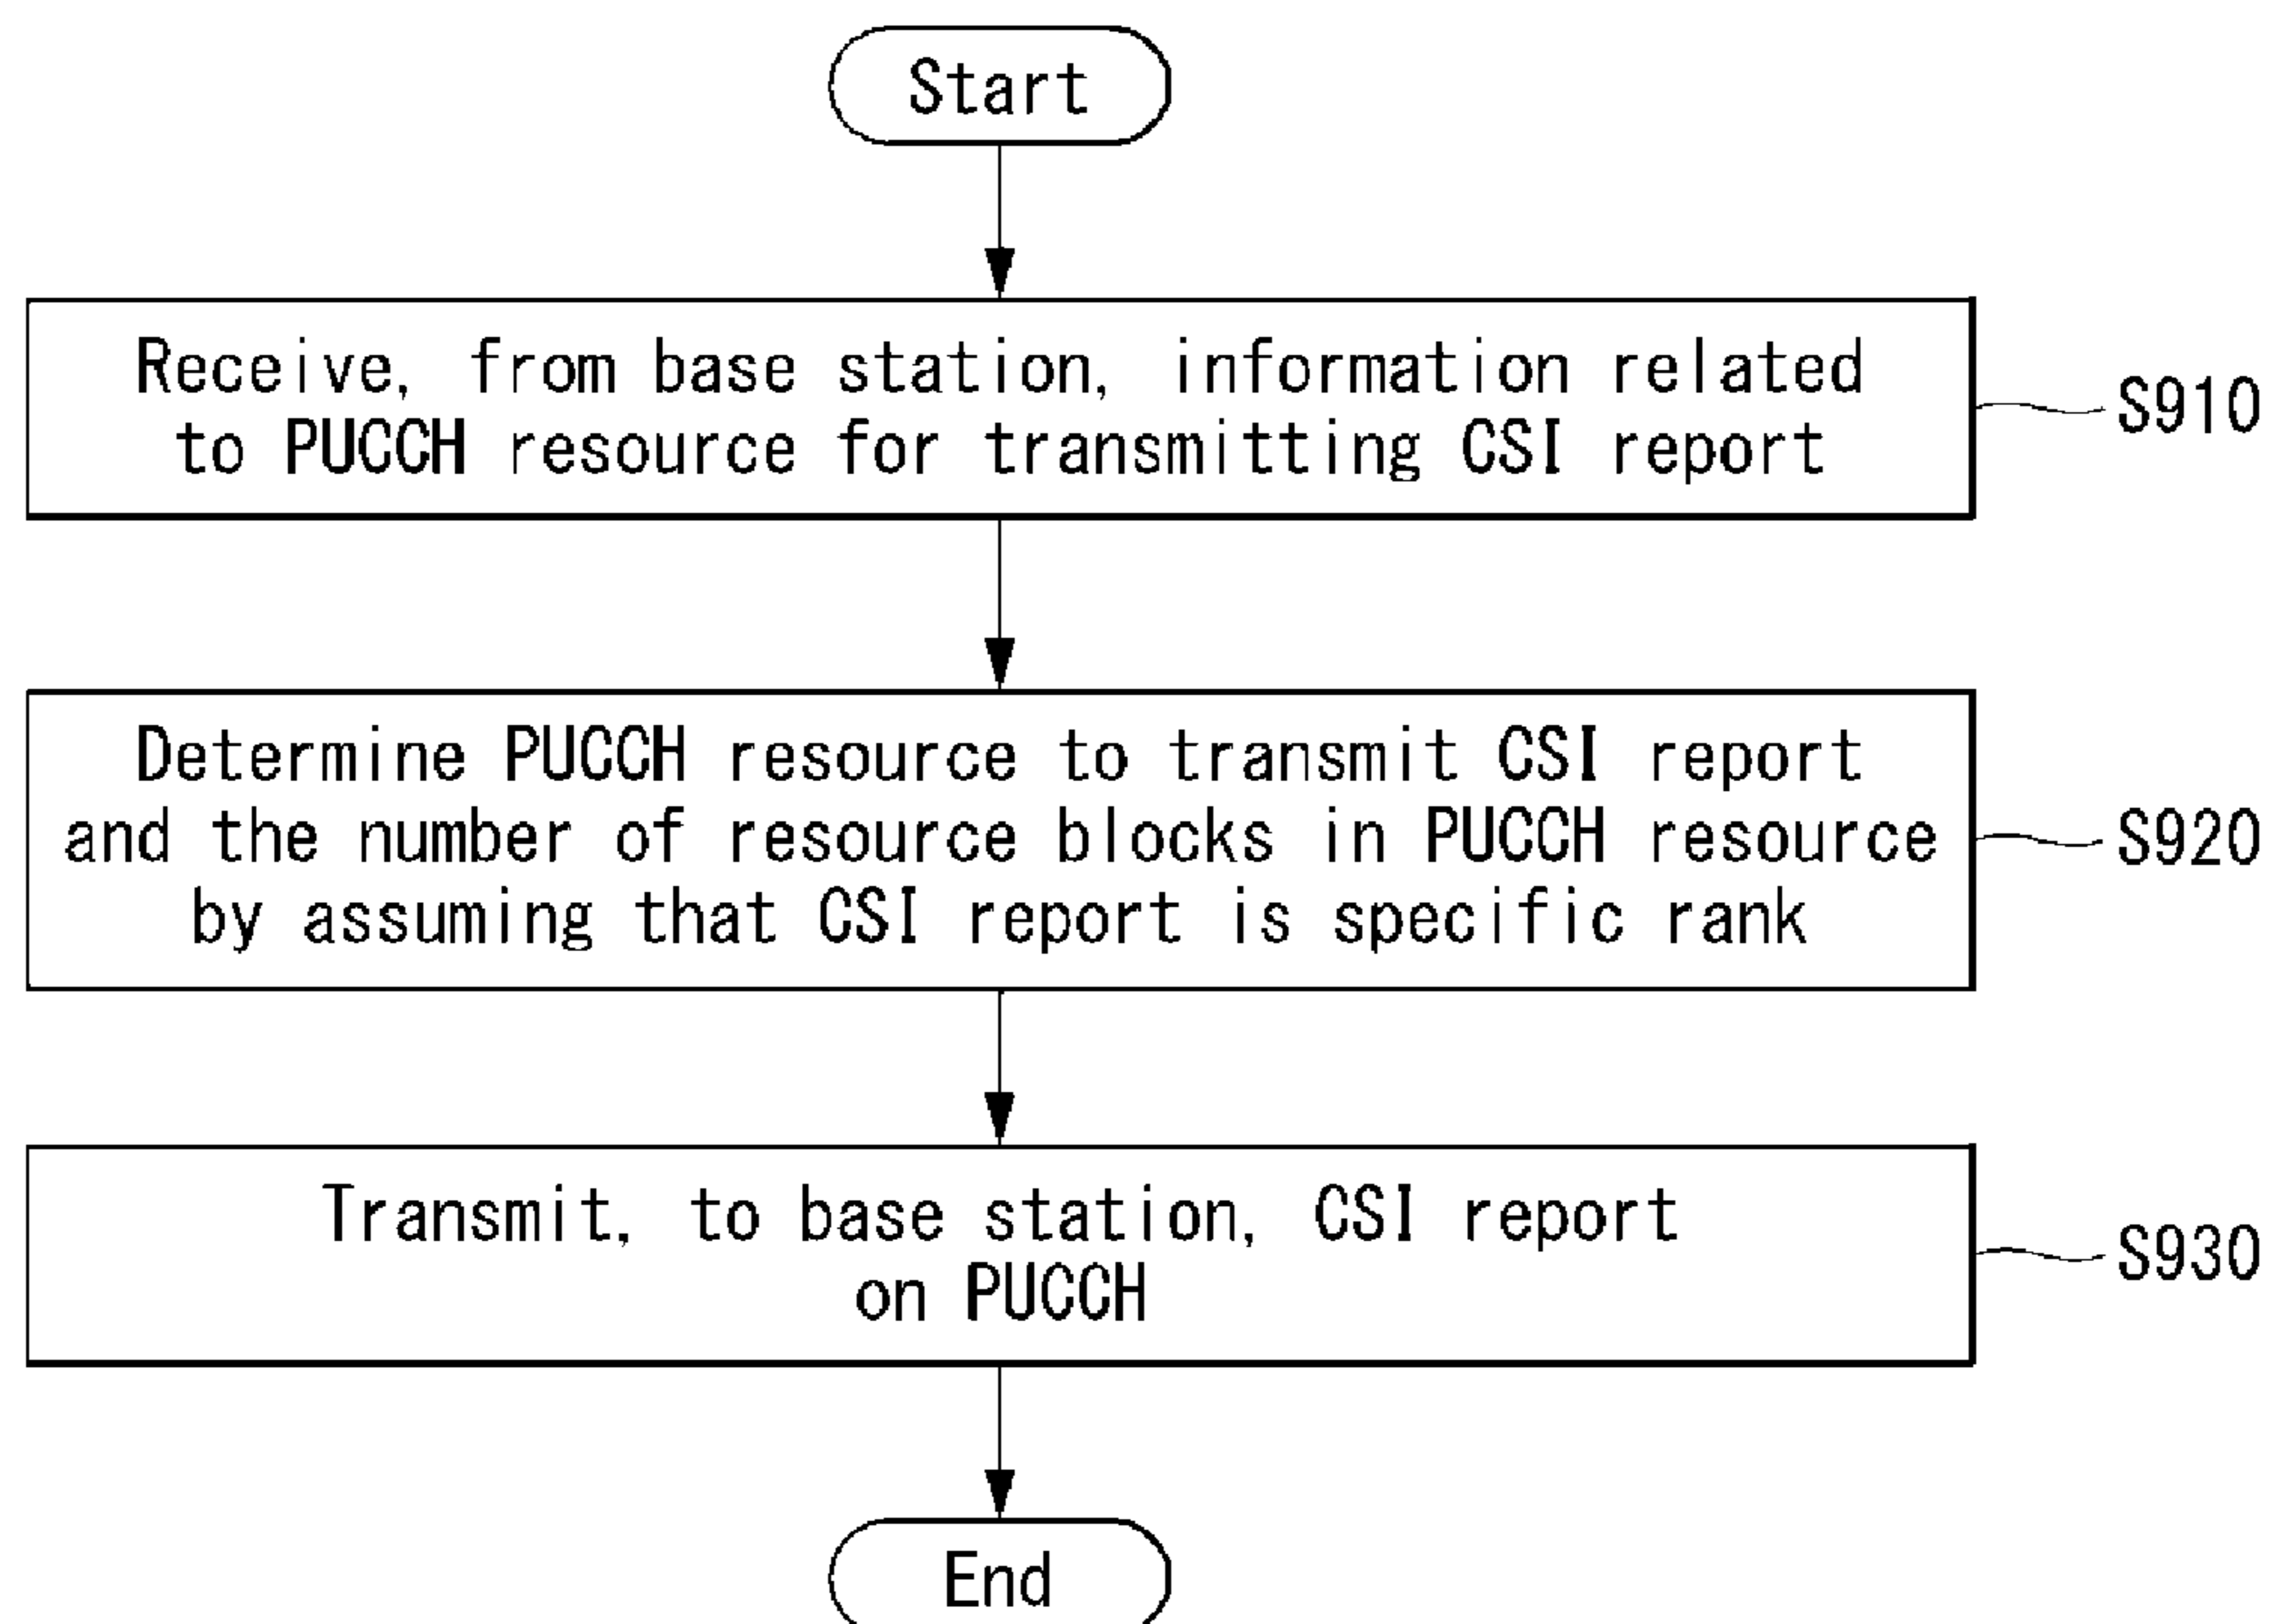 Start
Receive, from base station, information related
to PUCCH resource for transmitting CSI report
S910
Determine PUCCH resource to transmit CSI report
and the number of resource blocks in PUCCH resource
by assuming that CSI report is specific rank
S920
Transmit, to base station, CSI report
on PUCCH
S930
End